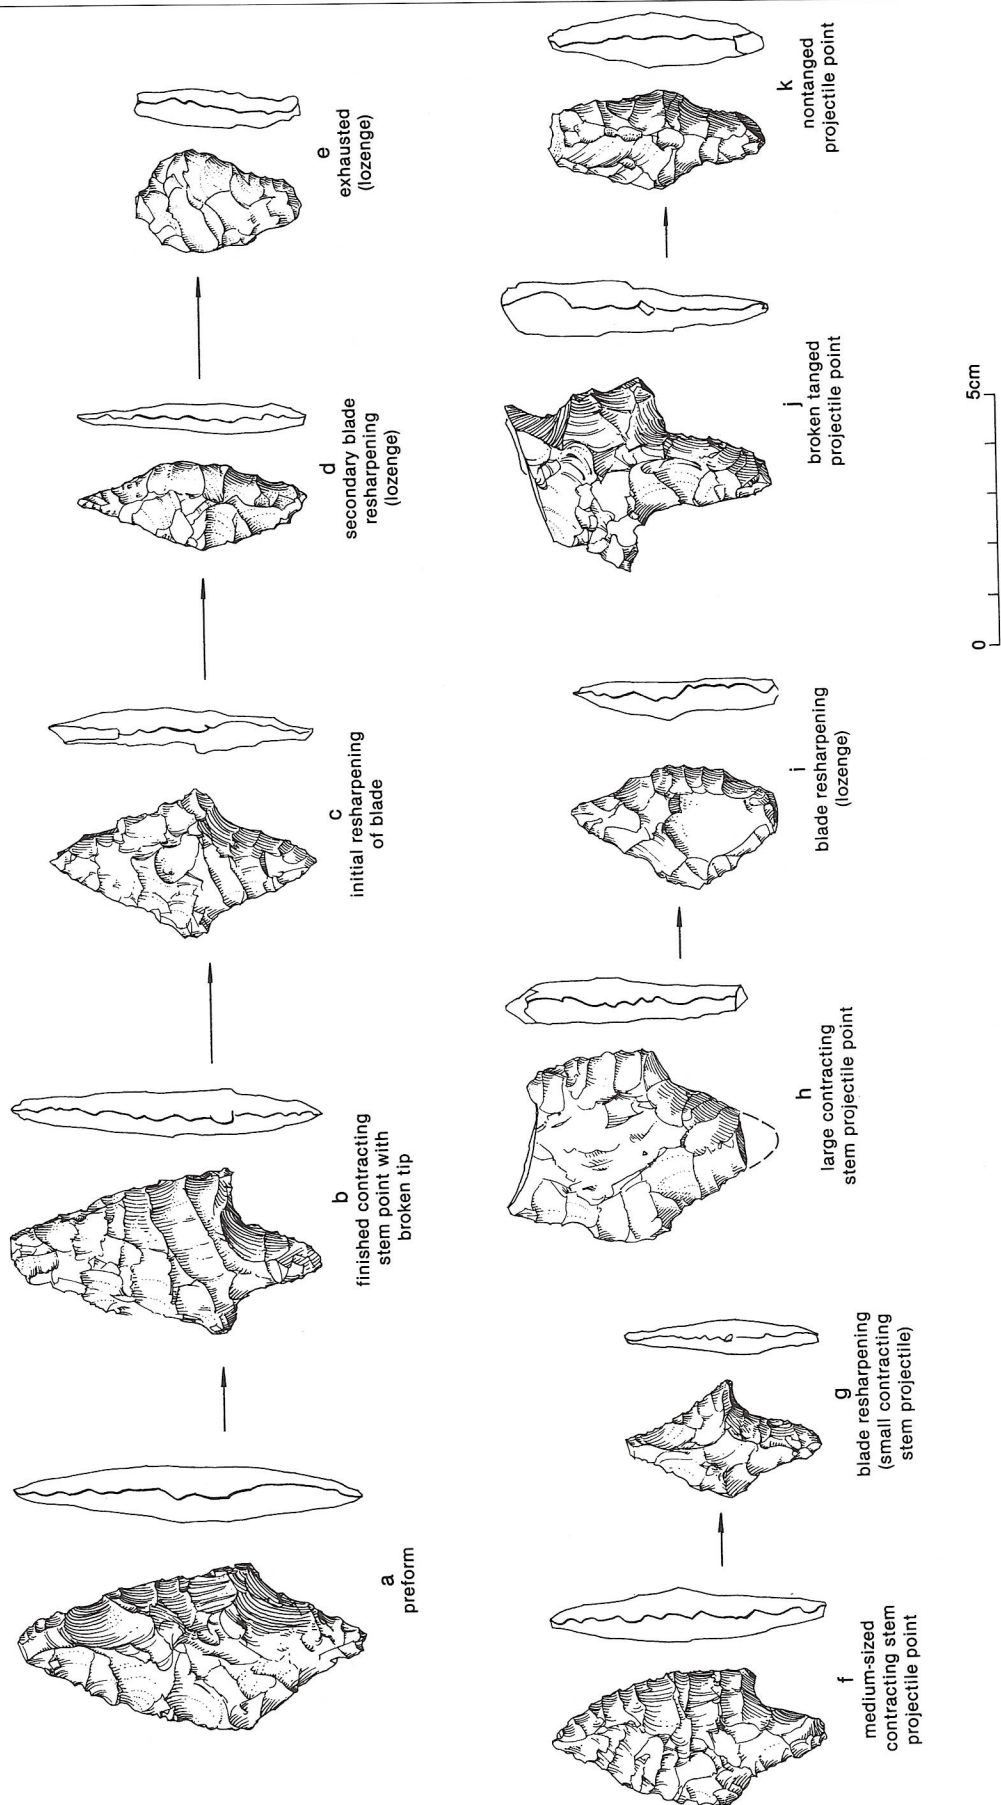 a
preform
b
finished contracting
stem point with
broken tip
c
initial resharpening
of blade
d
secondary blade
resharpening
(lozenge)
e
exhausted
(lozenge)
f
medium-sized
contracting stem
projectile point
g
blade resharpening
(small contracting
stem projectile)
h
large contracting
stem projectile point
i
blade resharpening
(lozenge)
j
broken tanged
projectile point
k
nontanged
projectile point
0
5cm